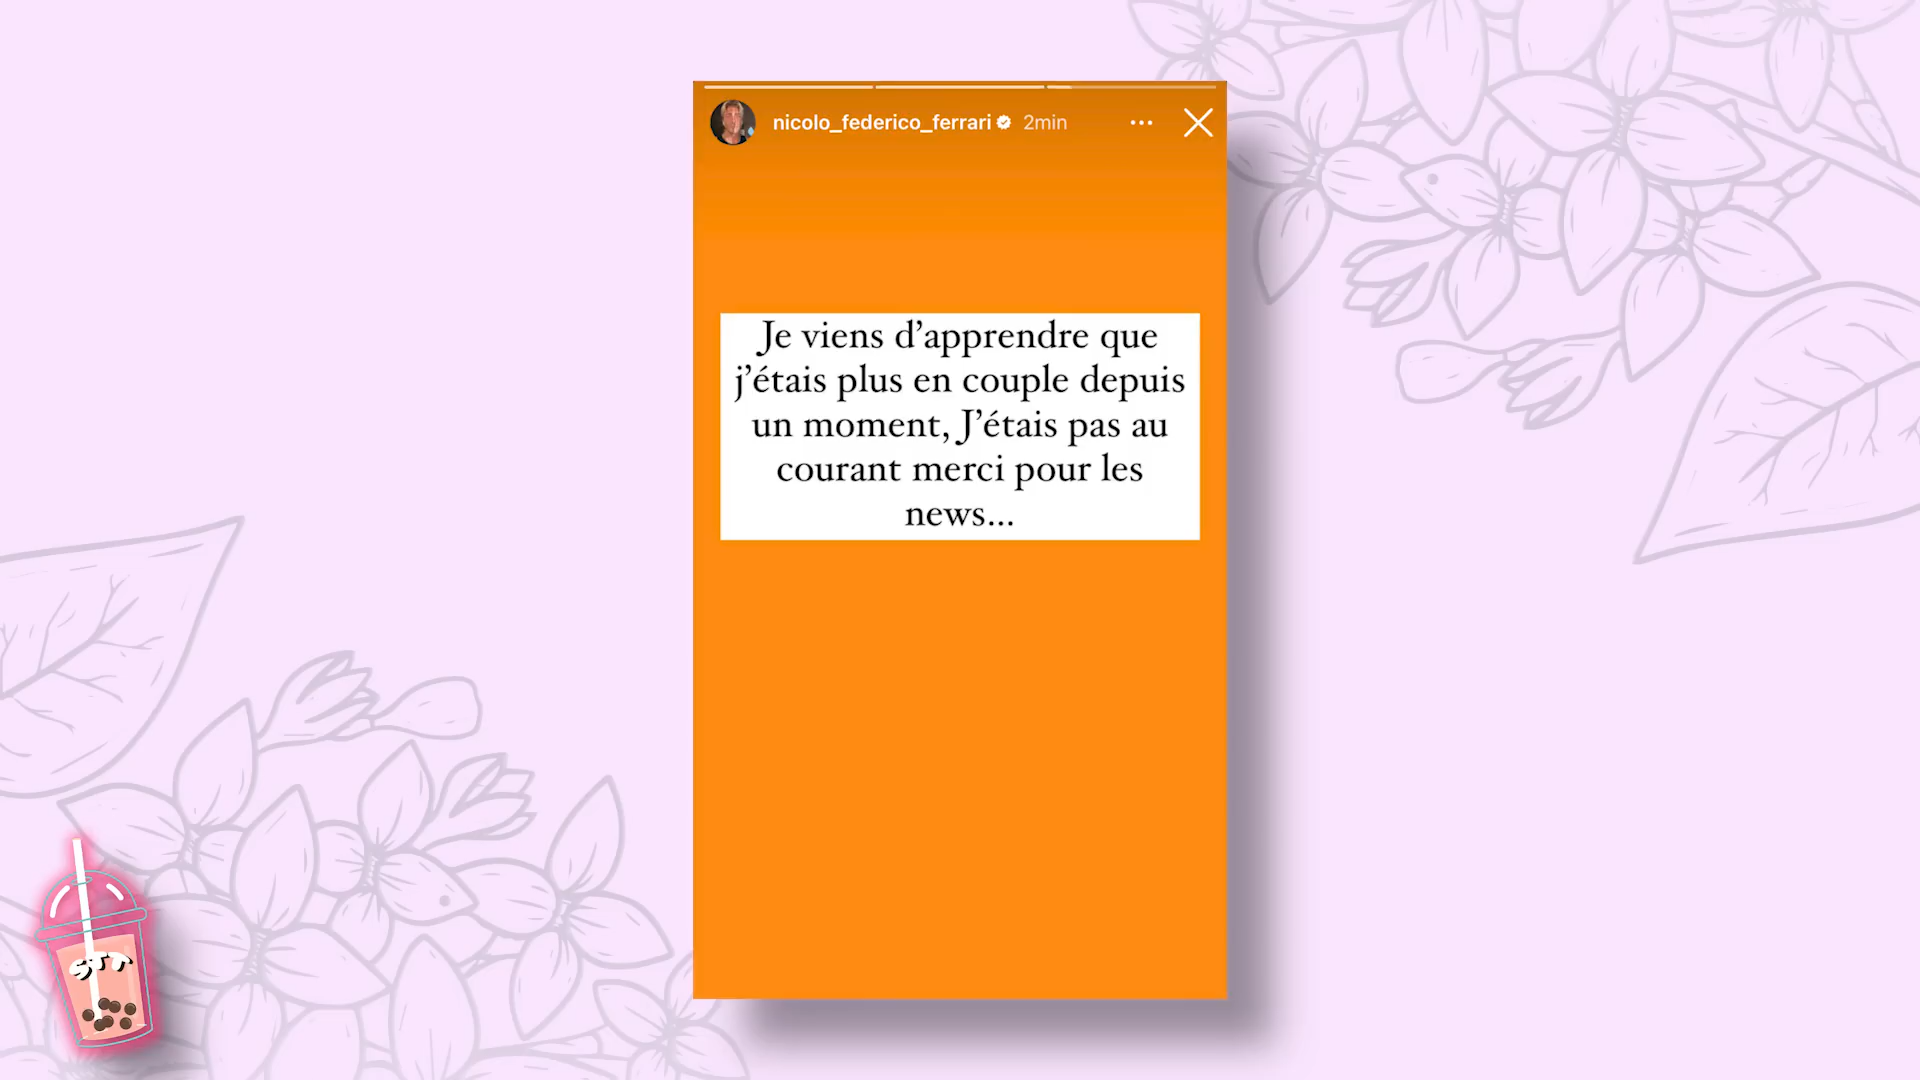 nicolo_federico_ferrari 2min
Je viens d’apprendre que
j’étais plus en couple depuis
un moment, J’étais pas au
courant merci pour les
news...
STT